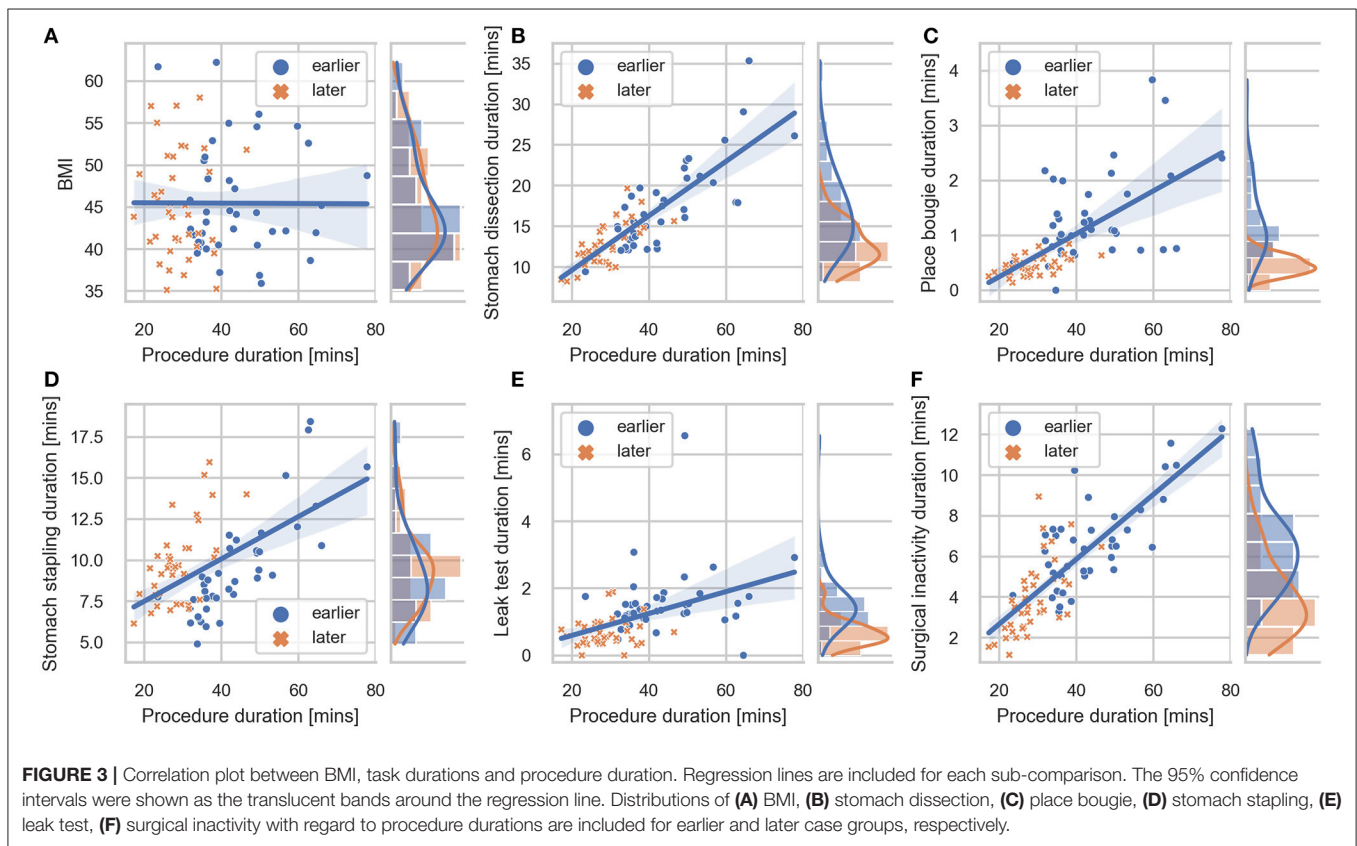 A
BMI
60
55
50
45
40
35
earlier
later
20 40 60 80
Procedure duration [mins]
B
Stomach dissection duration [mins]
35
30
25
20
15
10
earlier
later
20 40 60 80
Procedure duration [mins]
C
Place bougie duration [mins]
4
3
2
1
0
earlier
later
20 40 60 80
Procedure duration [mins]
D
Stomach stapling duration [mins]
17.5
15.0
12.5
10.0
7.5
5.0
earlier
later
20 40 60 80
Procedure duration [mins]
E
Leak test duration [mins]
6
4
2
0
earlier
later
20 40 60 80
Procedure duration [mins]
F
Surgical inactivity duration [mins]
12
10
8
6
4
2
earlier
later
20 40 60 80
Procedure duration [mins]
FIGURE 3 | Correlation plot between BMI, task durations and procedure duration. Regression lines are included for each sub-comparison. The 95% confidence
intervals were shown as the translucent bands around the regression line. Distributions of (A) BMI, (B) stomach dissection, (C) place bougie, (D) stomach stapling, (E)
leak test, (F) surgical inactivity with regard to procedure durations are included for earlier and later case groups, respectively.